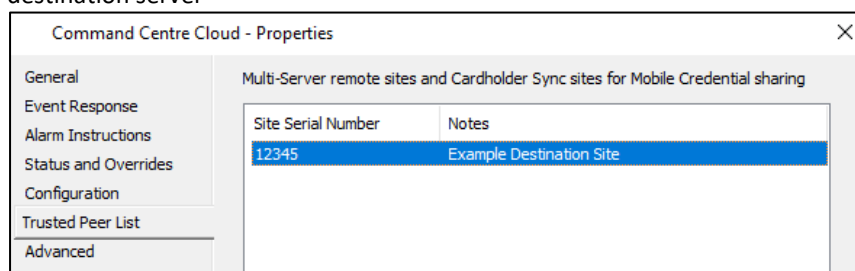 destination server
Command Centre Cloud - Properties
General
Event Response
Alarm Instructions
Status and Overrides
Configuration
Trusted Peer List
Advanced
Multi-Server remote sites and Cardholder Sync sites for Mobile Credential sharing
Site Serial Number Notes
12345 Example Destination Site